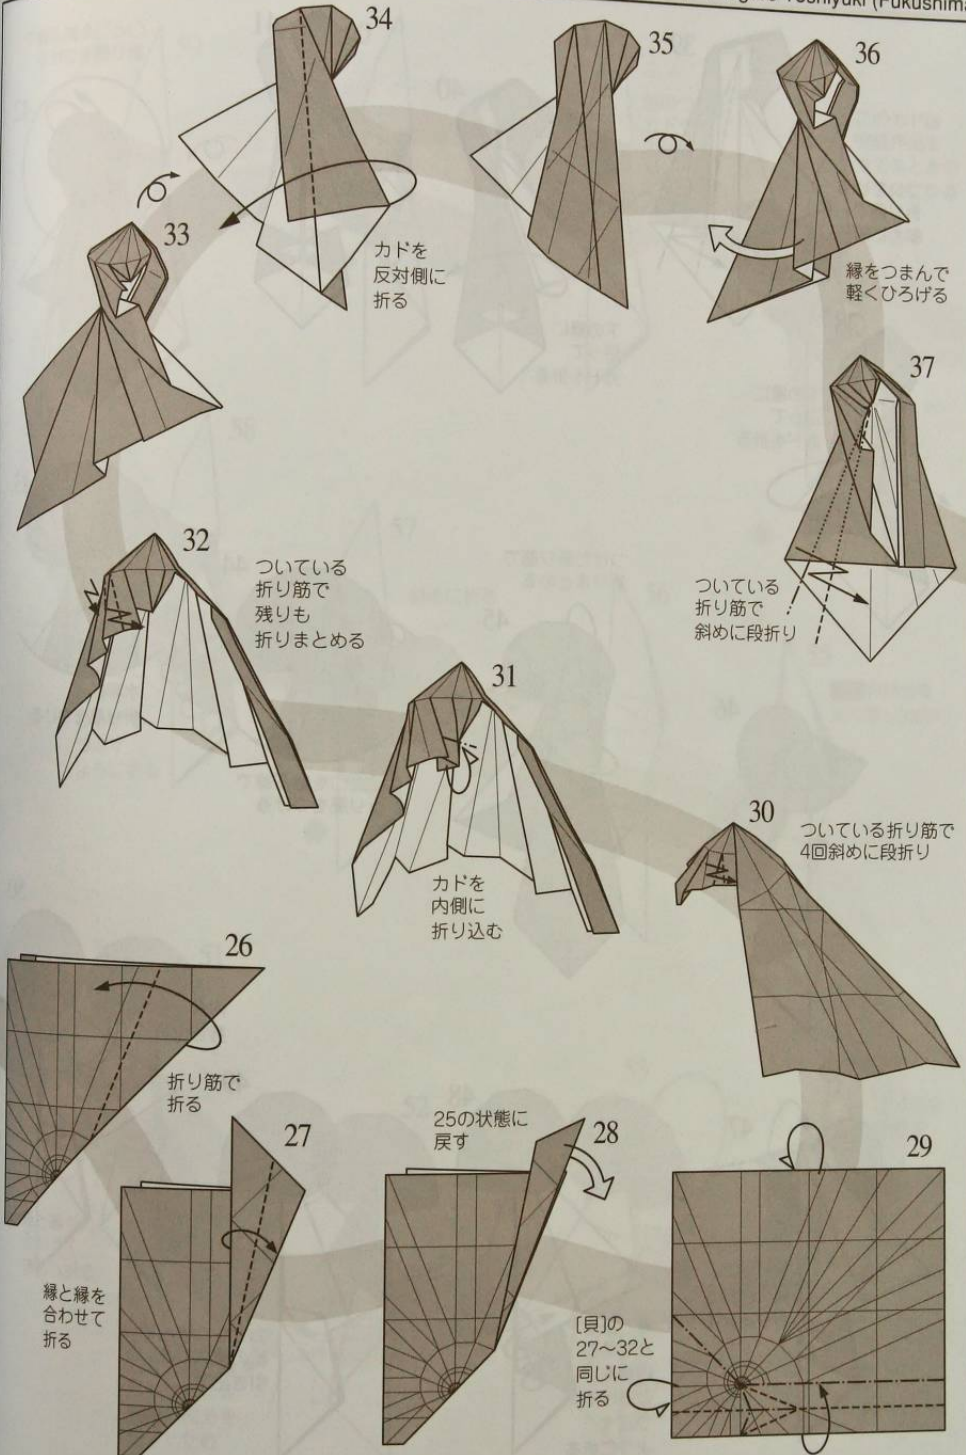 Yoshiyuki (Fukushima
26
折り筋で
折る
27
縁と縁を
合わせて
折る
28
25の状態に
戻す
29
[貝]の
27〜32と
同じに
折る
30
ついている折り筋で
4回斜めに段折り
31
カドを
内側に
折り込む
32
ついている
折り筋で
残りも
折りまとめる
33
34
カドを
反対側に
折る
35
36
縁をつまんで
軽くひろげる
37
ついている
折り筋で
斜めに段折り